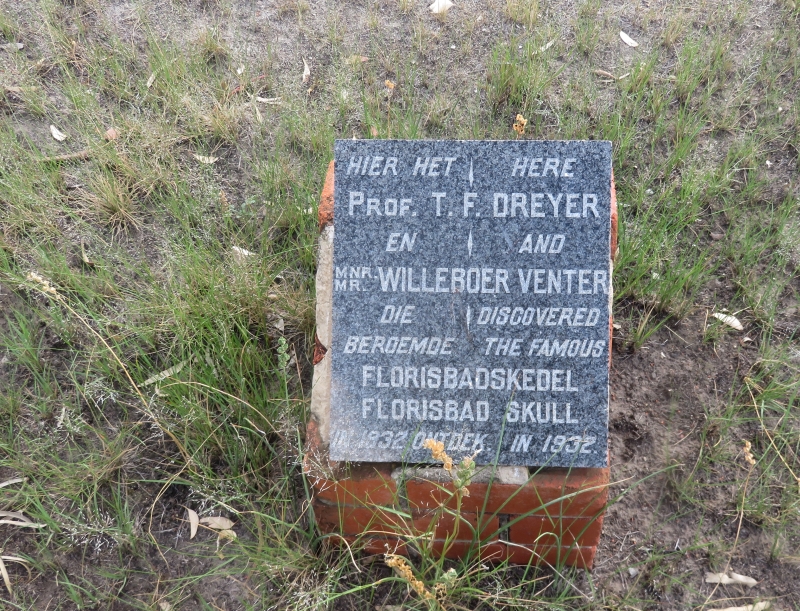 HIER HET HERE
PROF. T. F. DREYER
EN AND
MNR. MR. WILLEBOER VENTER
DIE DISCOVERED
BEROEMDE THE FAMOUS
FLORISBADSKEDEL
FLORISBAD SKULL
IN 1932 ONTDEK IN 1932